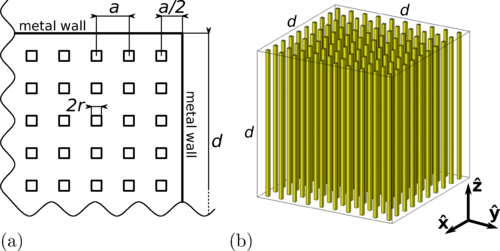 a
a/2
metal wall
2r
metal wall
d
(a)
d
d
d
ẑ
ŷ
x̂
(b)